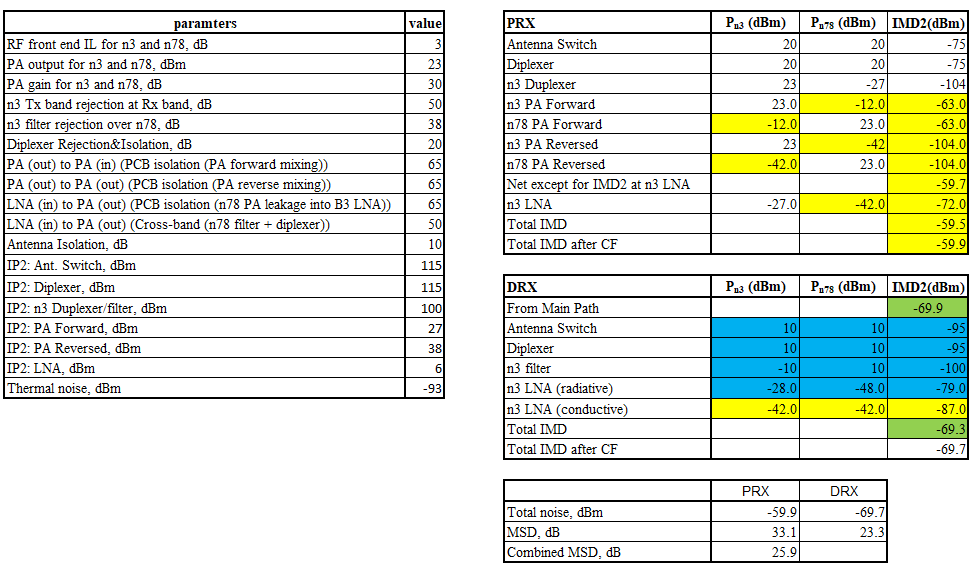 paramters value
RF front end IL for n3 and n78, dB 3
PA output for n3 and n78, dBm 23
PA gain for n3 and n78, dB 30
n3 Tx band rejection at Rx band, dB 50
n3 filter rejection over n78, dB 38
Diplexer Rejection&Isolation, dB 20
PA (out) to PA (in) (PCB isolation (PA forward mixing)) 65
PA (out) to PA (out) (PCB isolation (PA reverse mixing)) 65
LNA (in) to PA (out) (PCB isolation (n78 PA leakage into B3 LNA)) 65
LNA (in) to PA (out) (Cross-band (n78 filter + diplexer)) 50
Antenna Isolation, dB 10
IP2: Ant. Switch, dBm 115
IP2: Diplexer, dBm 115
IP2: n3 Duplexer/filter, dBm 100
IP2: PA Forward, dBm 27
IP2: PA Reversed, dBm 38
IP2: LNA, dBm 6
Thermal noise, dBm -93
PRX Pn3 (dBm) Pn78 (dBm) IMD2(dBm)
Antenna Switch 20 20 -75
Diplexer 20 20 -75
n3 Duplexer 23 -27 -104
n3 PA Forward 23.0 -12.0 -63.0
n78 PA Forward -12.0 23.0 -63.0
n3 PA Reversed 23 -42 -104.0
n78 PA Reversed -42.0 23.0 -104.0
Net except for IMD2 at n3 LNA -59.7
n3 LNA -27.0 -42.0 -72.0
Total IMD -59.5
Total IMD after CF -59.9
DRX Pn3 (dBm) Pn78 (dBm) IMD2(dBm)
From Main Path -69.9
Antenna Switch 10 10 -95
Diplexer 10 10 -95
n3 filter -10 10 -100
n3 LNA (radiative) -28.0 -48.0 -79.0
n3 LNA (conductive) -42.0 -42.0 -87.0
Total IMD -69.3
Total IMD after CF -69.7
PRX DRX
Total noise, dBm -59.9 -69.7
MSD, dB 33.1 23.3
Combined MSD, dB 25.9